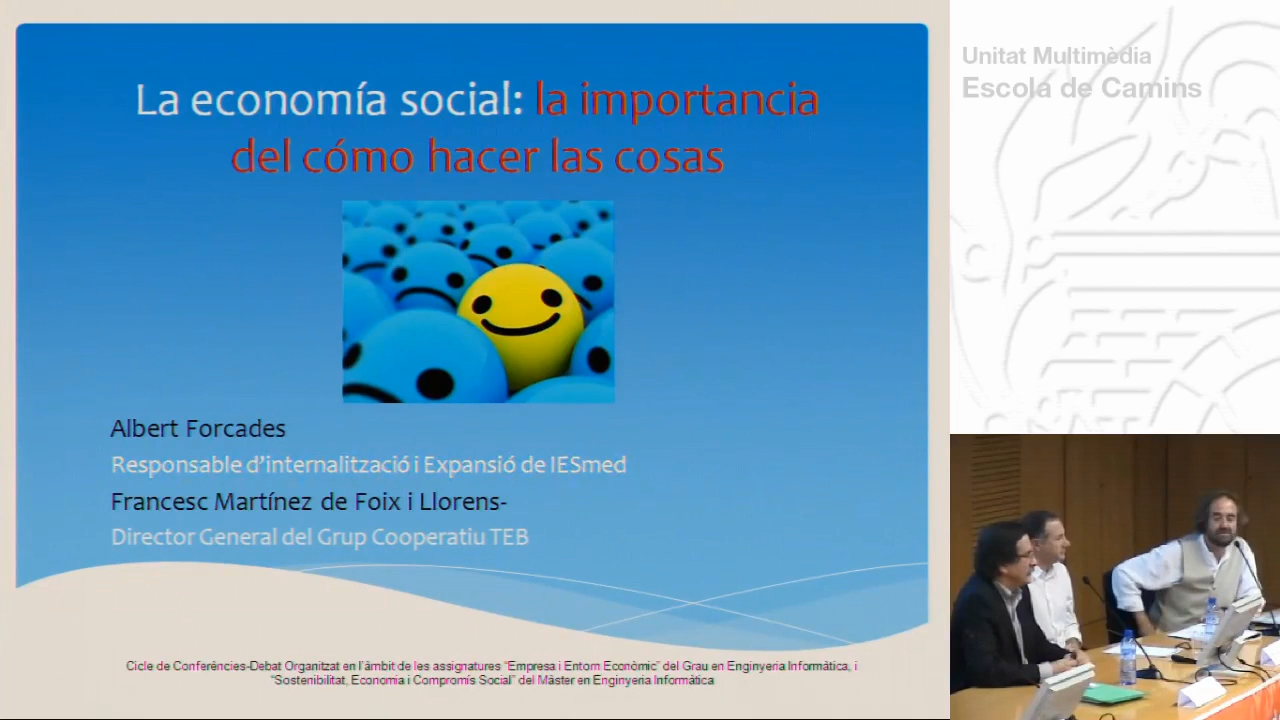 La economía social: la importancia
del cómo hacer las cosas
Albert Forcades
Responsable d'internalització i Expansió de IESmed
Francesc Martínez de Foix i Llorens-
Director General del Grup Cooperatiu TEB
Cicle de Conferències-Debat Organitzat en l'àmbit de les assignatures "Empresa i Entorn Econòmic" del Grau en Enginyeria Informàtica, i
"Sostenibilitat, Economia i Compromís Social" del Màster en Enginyeria Informàtica
Unitat Multimèdia
Escola de Camins